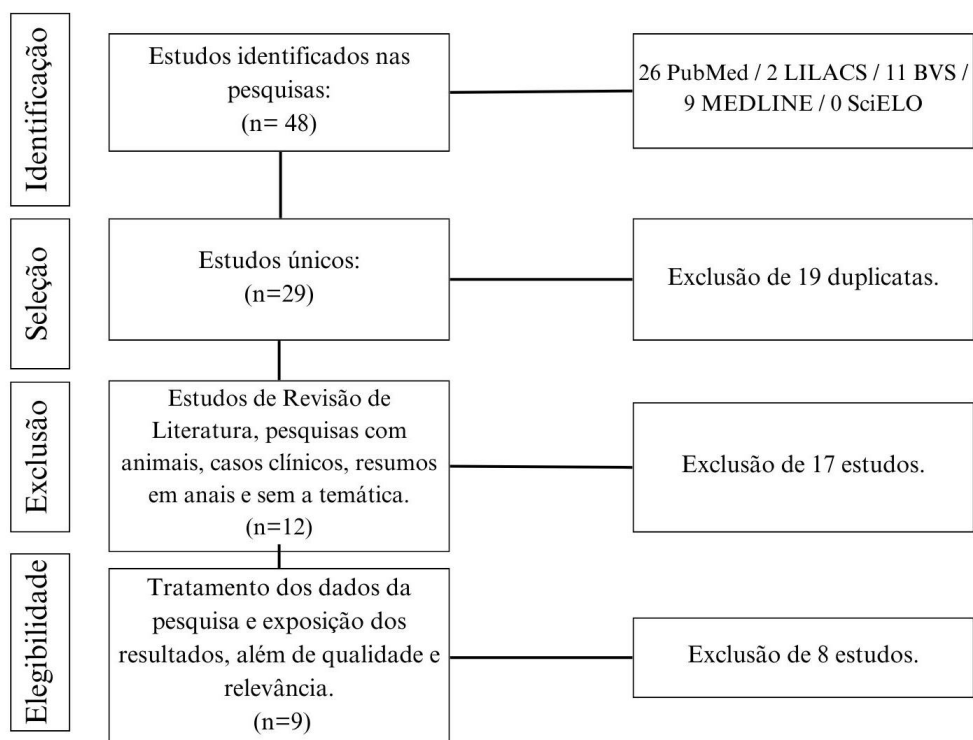 Identificação
Estudos identificados nas
pesquisas:
(n= 48)
26 PubMed / 2 LILACS / 11 BVS /
9 MEDLINE / 0 SciELO
Seleção
Estudos únicos:
(n=29)
Exclusão de 19 duplicatas.
Exclusão
Estudos de Revisão de
Literatura, pesquisas com
animais, casos clínicos, resumos
em anais e sem a temática.
(n=12)
Exclusão de 17 estudos.
Elegibilidade
Tratamento dos dados da
pesquisa e exposição dos
resultados, além de qualidade e
relevância.
(n=9)
Exclusão de 8 estudos.